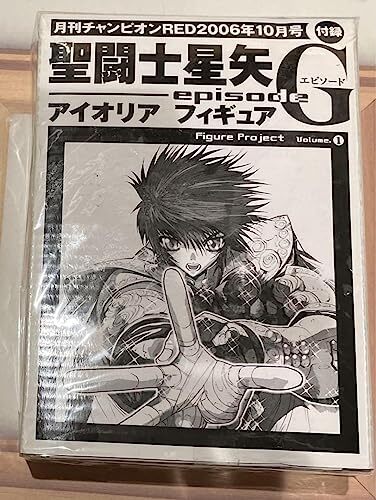 月刊チャンピオンRED2006年10月号 付録
聖闘士星矢
episode G エピソード
アイオリア フィギュア
Figure Project Volume.1